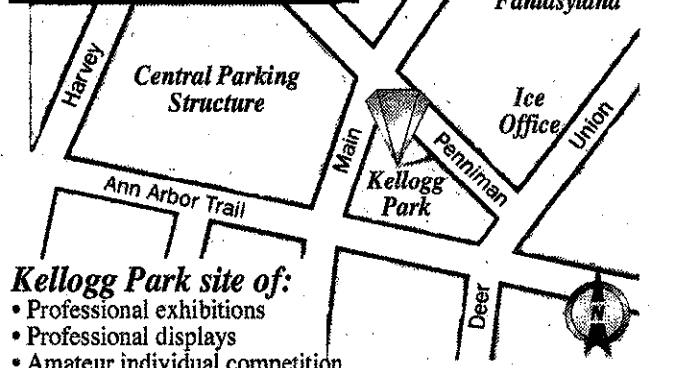 Fantasyland
Harvey
Central Parking
Structure
Ice
Office
Union
Main
Penniman
Kellogg
Park
Ann Arbor Trail
Deer
N
Kellogg Park site of:
• Professional exhibitions
• Professional displays
• Amateur individual competition